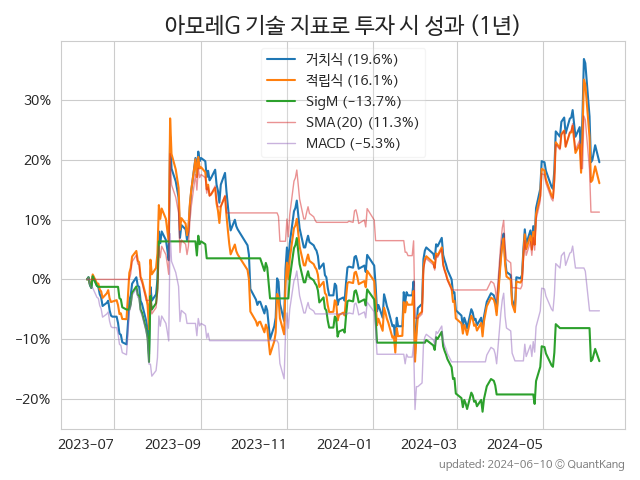 아모레G 기술 지표로 투자 시 성과 (1년)
거치식 (19.6%)
적립식 (16.1%)
SigM (−13.7%)
SMA(20) (11.3%)
MACD (−5.3%)
30%
20%
10%
0%
−10%
−20%
2023-07
2023-09
2023-11
2024-01
2024-03
2024-05
updated: 2024-06-10 © QuantKang